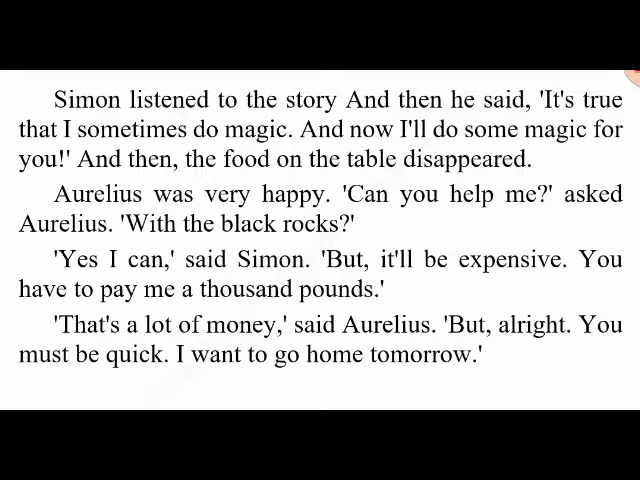 Simon listened to the story And then he said, 'It's true
that I sometimes do magic. And now I'll do some magic for
you!' And then, the food on the table disappeared.
Aurelius was very happy. 'Can you help me?' asked
Aurelius. 'With the black rocks?'
'Yes I can,' said Simon. 'But, it'll be expensive. You
have to pay me a thousand pounds.'
'That's a lot of money,' said Aurelius. 'But, alright. You
must be quick. I want to go home tomorrow.'